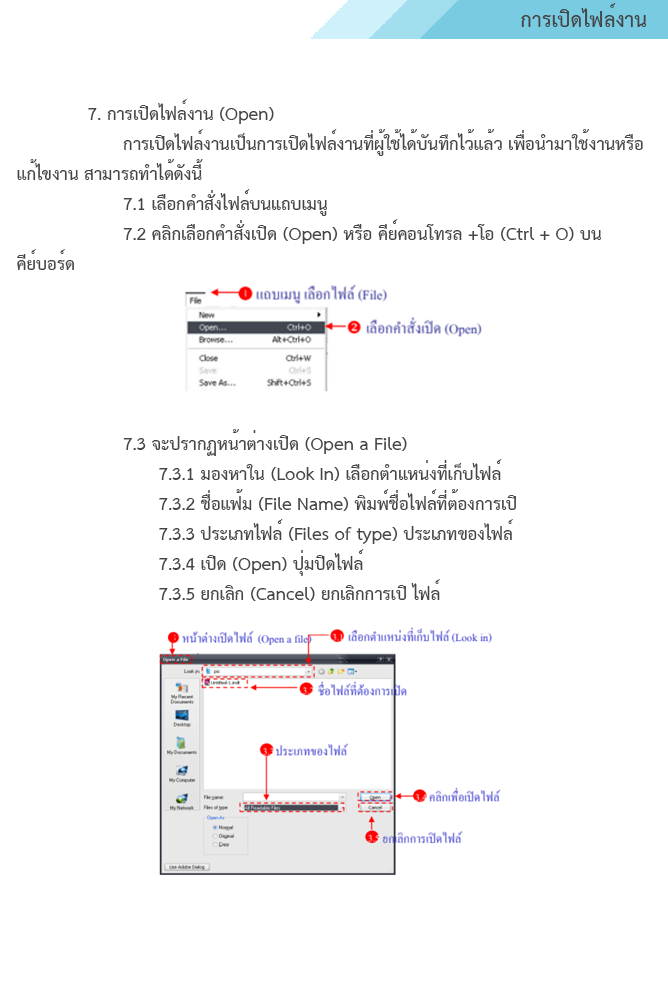 การเปิดไฟล์งาน
7. การเปิดไฟล์งาน (Open)
การเปิดไฟล์งานเป็นการเปิดไฟล์งานที่ผู้ใช้ได้บันทึกไว้แล้ว เพื่อนำมาใช้งานหรือ
แก้ไขงาน สามารถทำได้ดังนี้
7.1 เลือกคำสั่งไฟล์บนแถบเมนู
7.2 คลิกเลือกคำสั่งเปิด (Open) หรือ คีย์คอนโทรล +โอ (Ctrl + O) บน
คีย์บอร์ด
File 1 แถบเมนู เลือกไฟล์ (File)
New
Open... Ctrl+O 2 เลือกคำสั่งเปิด (Open)
Browse... Alt+Ctrl+O
Close Ctrl+W
Save Ctrl+S
Save As... Shift+Ctrl+S
7.3 จะปรากฏหน้าต่างเปิด (Open a File)
7.3.1 มองหาใน (Look In) เลือกตำแหน่งที่เก็บไฟล์
7.3.2 ชื่อแฟ้ม (File Name) พิมพ์ชื่อไฟล์ที่ต้องการเปิ
7.3.3 ประเภทไฟล์ (Files of type) ประเภทของไฟล์
7.3.4 เปิด (Open) ปุ่มปิดไฟล์
7.3.5 ยกเลิก (Cancel) ยกเลิกการเปิ ไฟล์
หน้าต่างเปิดไฟล์ (Open a file) 3.1 เลือกตำแหน่งที่เก็บไฟล์ (Look in)
Open a File
Look in: pic
Untitled-1.indt 3.2 ชื่อไฟล์ที่ต้องการเปิด
My Recent
Documents
Desktop
My Documents
3.3 ประเภทของไฟล์
My Computer
File name: Open 3.4 คลิกเพื่อเปิดไฟล์
My Network
Files of type: All Readable Files Cancel
Open As
Normal
Original 3.5 ยกเลิกการเปิดไฟล์
Copy
Use Adobe Dialog